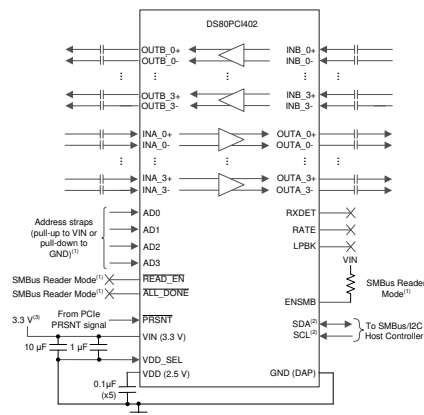 DS80PCI402
OUTB_0+
OUTB_0-
INB_0+
INB_0-
OUTB_3+
OUTB_3-
INB_3+
INB_3-
INA_0+
INA_0-
OUTA_0+
OUTA_0-
INA_3+
INA_3-
OUTA_3+
OUTA_3-
Address straps
(pull-up to VIN or
pull-down to
GND)(1)
AD0
AD1
AD2
AD3
RXDET
RATE
LPBK
VIN
SMBus Reader
Mode(1)
SMBus Reader Mode(1)
READ_EN
SMBus Reader Mode(1)
ALL_DONE
ENSMB
From PCIe
PRSNT signal
PRSNT
SDA(2)
SCL(2)
To SMBus/I2C
Host Controller
3.3 V(3)
VIN (3.3 V)
10 µF
1 µF
VDD_SEL
VDD (2.5 V)
0.1µF
(x5)
GND (DAP)